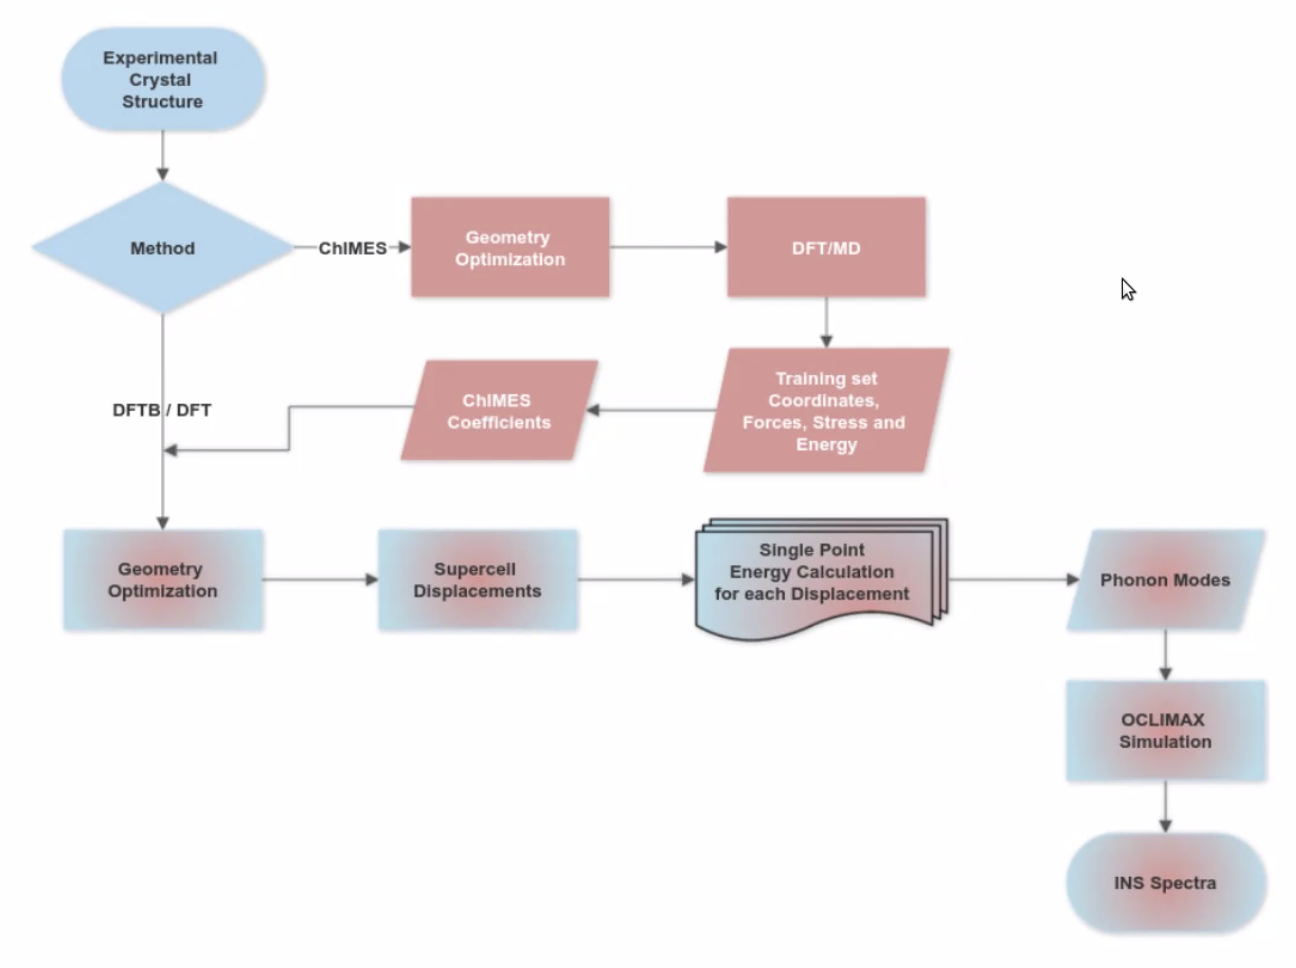 Experimental
Crystal
Structure
Method
ChIMES
Geometry
Optimization
DFT/MD
DFTB / DFT
ChIMES
Coefficients
Training set
Coordinates,
Forces, Stress and
Energy
Geometry
Optimization
Supercell
Displacements
Single Point
Energy Calculation
for each Displacement
Phonon Modes
OCLIMAX
Simulation
INS Spectra